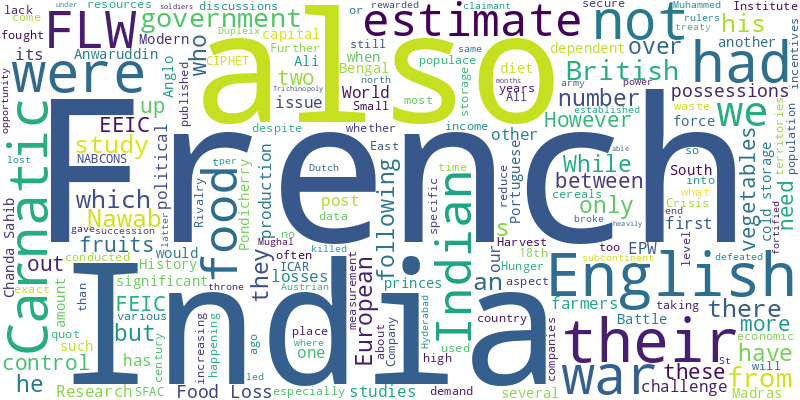 French
India
also
English
their
FLW
were
Carnatic
food
Indian
war
had
not
estimate
we
government
his
British
number
over
possessions
who
two
issue
World
Small
up
EEIC
study
which
Nawab
fruits
out
but
control
he
FEIC
has
Research
SFAC
Food Loss
studies
European
following
they
production
political
Pondicherry
Rivalry
History
significant
losses
ICAR
princes
an
our
s
only
between
While
However
farmers
there
these
challenge
from
have
more
need
vegetables
cold storage
first
EPW
South
Battle
Madras
economic
will
taking
into
force
waste
territories
population
incentives
Institute
rulers
treaty
Muhammed
another
secure
claimant
rewarded
or
discussions
resources
under
soldiers
lack
come
fought
its
Modern
Anwaruddin
opportunity
NABCONS
Chanda Sahib
lost
gave
succession
latter
conducted
exact
amount
than
quot
such
various
century
ago
increasing
happening
throne
led
Austrian
place
one
where
killed
often
Mughal
no
data
post
despite
Trichinopoly
CIPHET
Dupleix
published
Anglo
Ali
Further
capital
when
still
Bengal
north
populace
most
diet
storage
years
All
same
months
dependent
army
power
established
whether
income
other
Portuguese
East
Dutch
per
t
would
measurement
about
Company
Hyderabad
country
high
used
demand
especially
several
companies
aspect
Hunger
Harvest
18th
specific
time
reduce
cereals
too
level
end
broke
Crisis
what
so
able
heavily
subcontinent
defeated
fortified
St